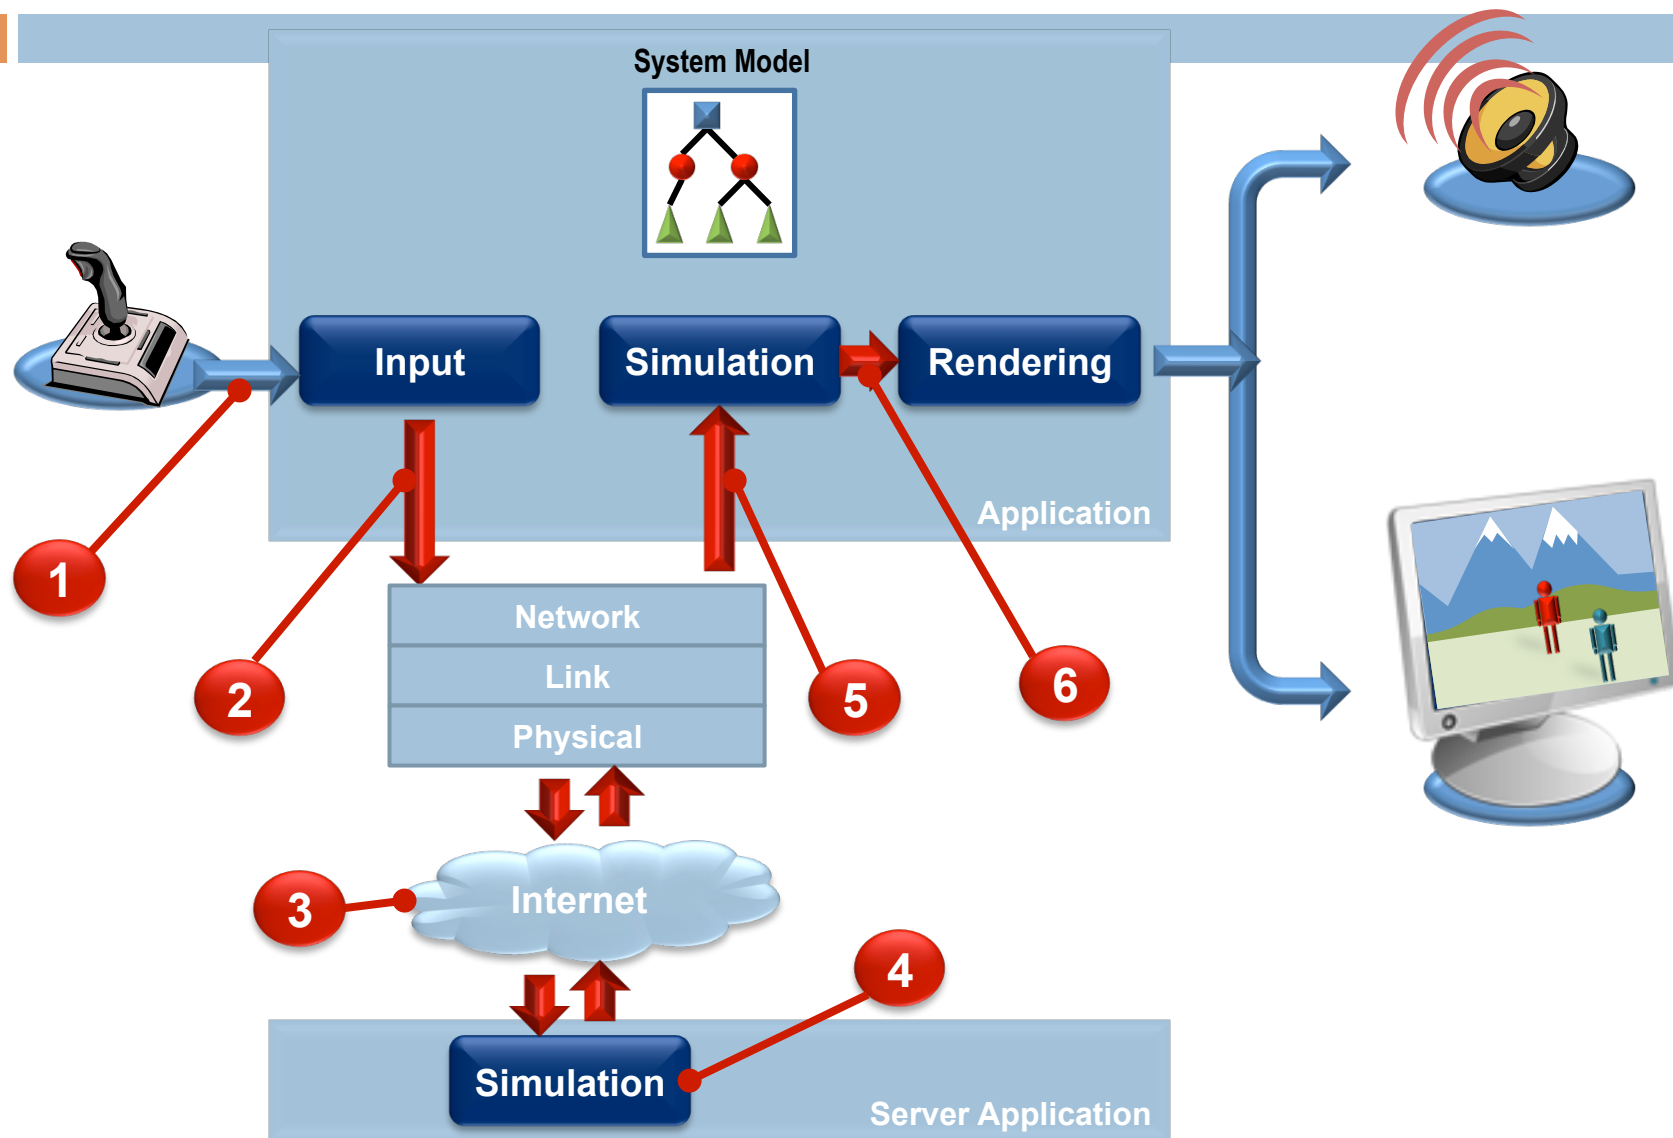 System Model
Input
Simulation
Rendering
Application
1
Network
2
Link
5
6
Physical
3
Internet
4
Simulation
Server Application